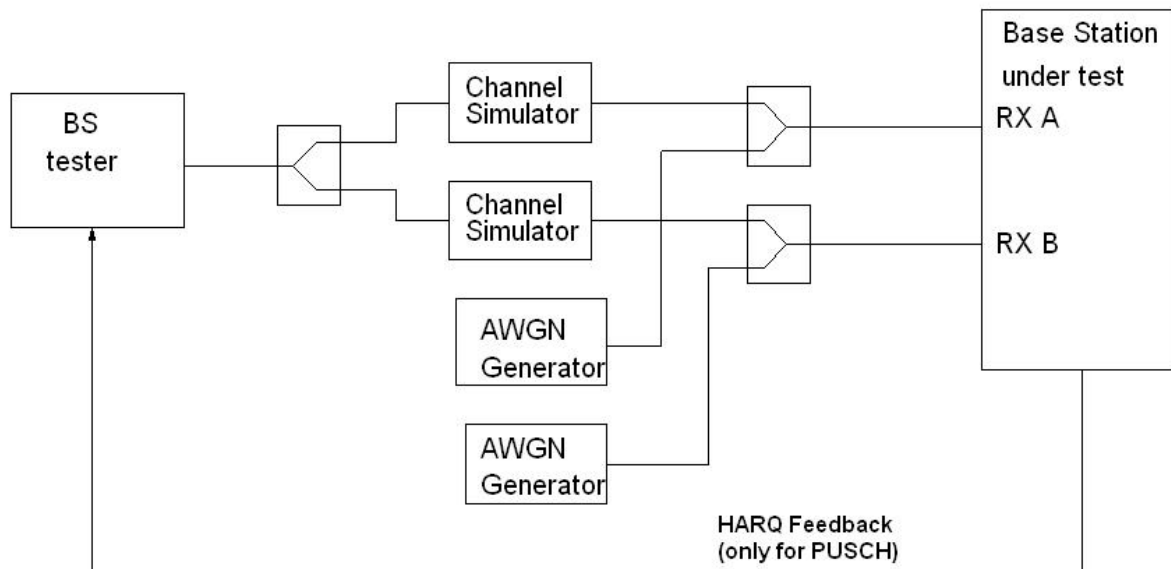 BS
tester
Channel
Simulator
Channel
Simulator
AWGN
Generator
AWGN
Generator
Base Station
under test
RX A
RX B
HARQ Feedback
(only for PUSCH)